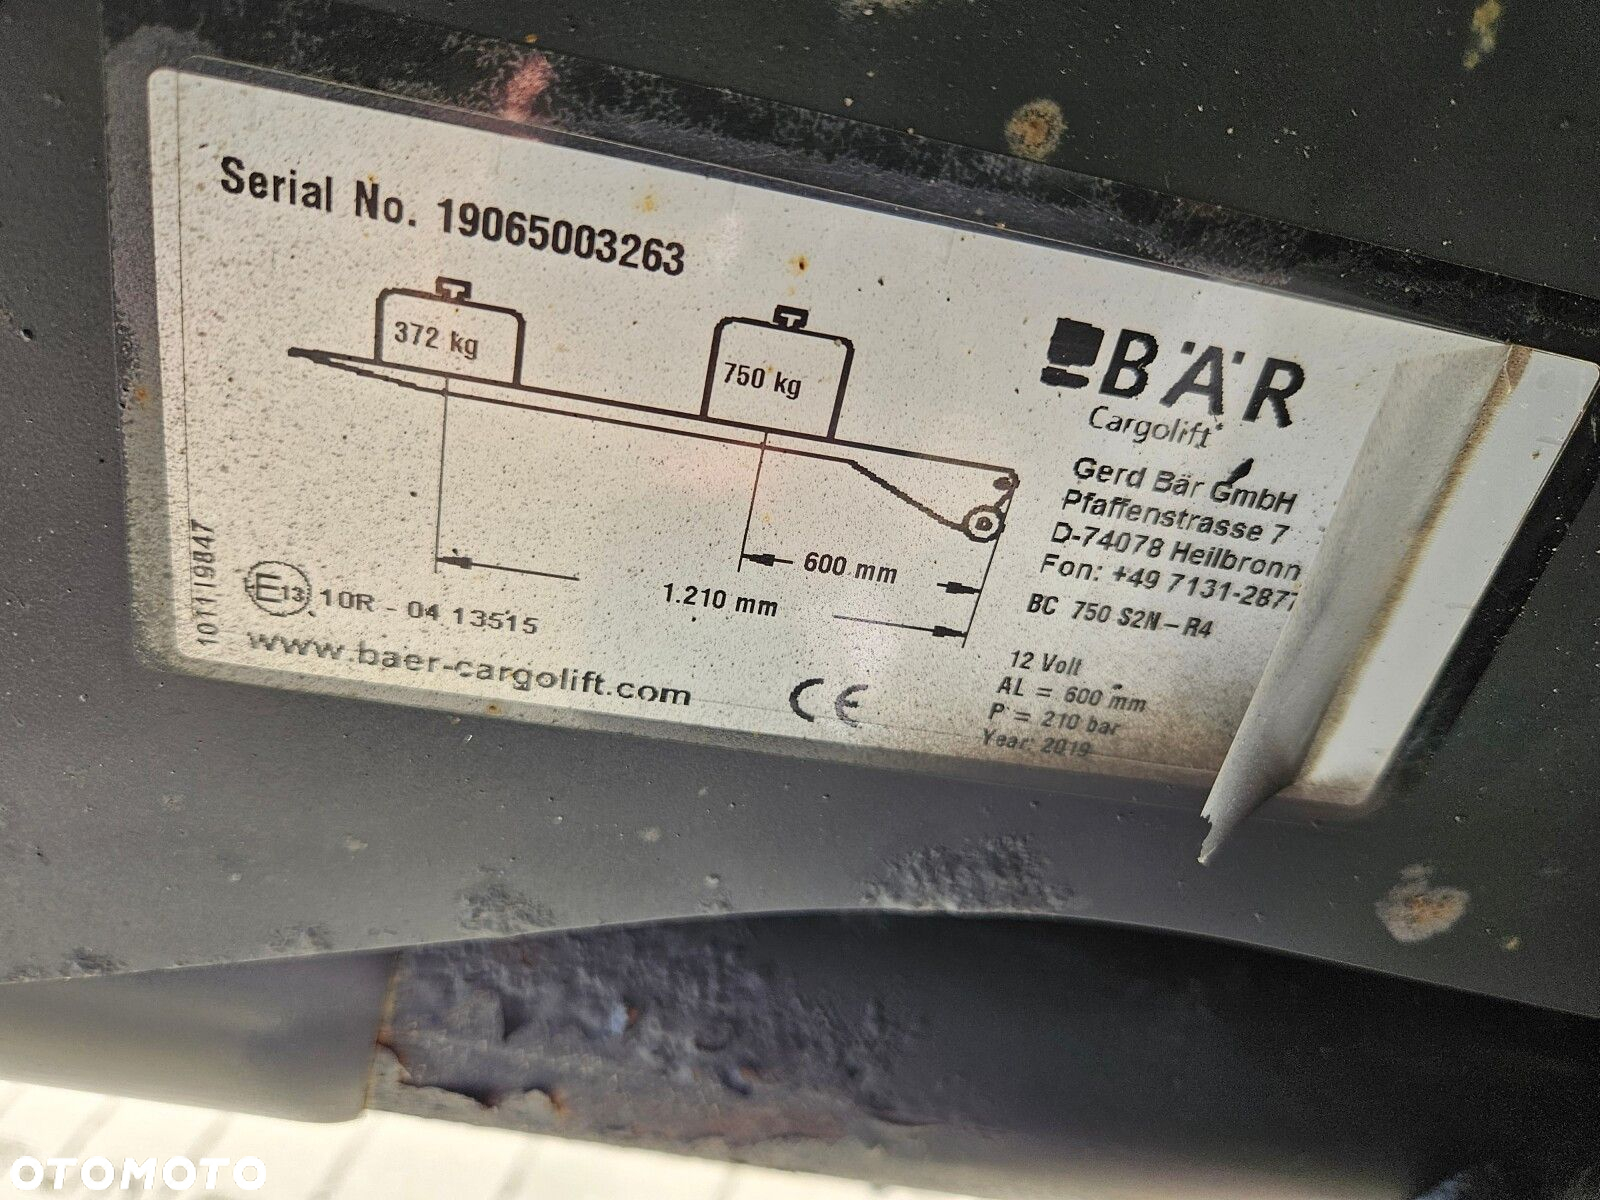 Serial No. 19065003263
372 kg
750 kg
BÄR
Cargolift
Gerd Bär GmbH
Pfaffenstrasse 7
D-74078 Heilbronn
Fon: +49 7131-2877
BC 750 S2N-R4
600 mm
1.210 mm
12 Volt
AL = 600 mm
P = 210 bar
Year: 2019
E13 10R - 04 13515
www.baer-cargolift.com
CE
OTOMOTO